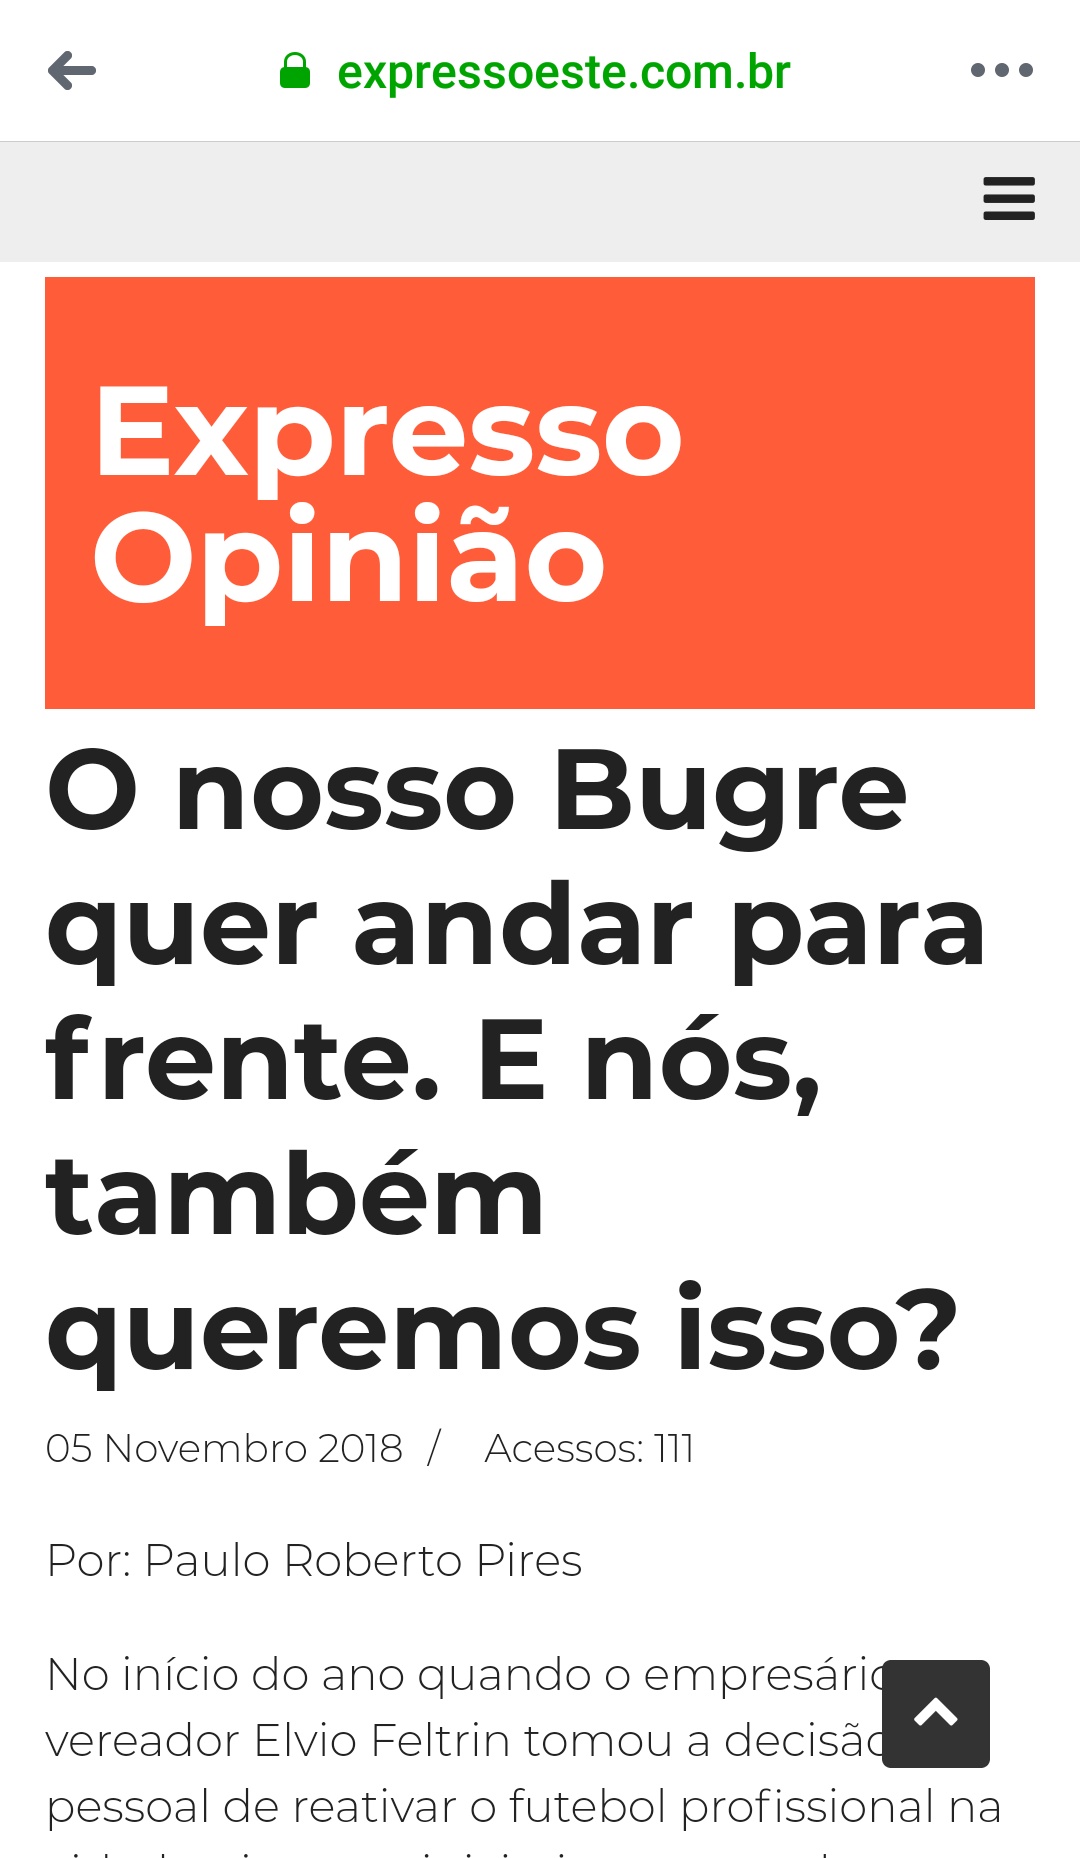 expressoeste.com.br
Expresso
Opinião
O nosso Bugre
quer andar para
frente. E nós,
também
queremos isso?
05 Novembro 2018 / Acessos: 111
Por: Paulo Roberto Pires
No início do ano quando o empresário
vereador Elvio Feltrin tomou a decisão
pessoal de reativar o futebol profissional na